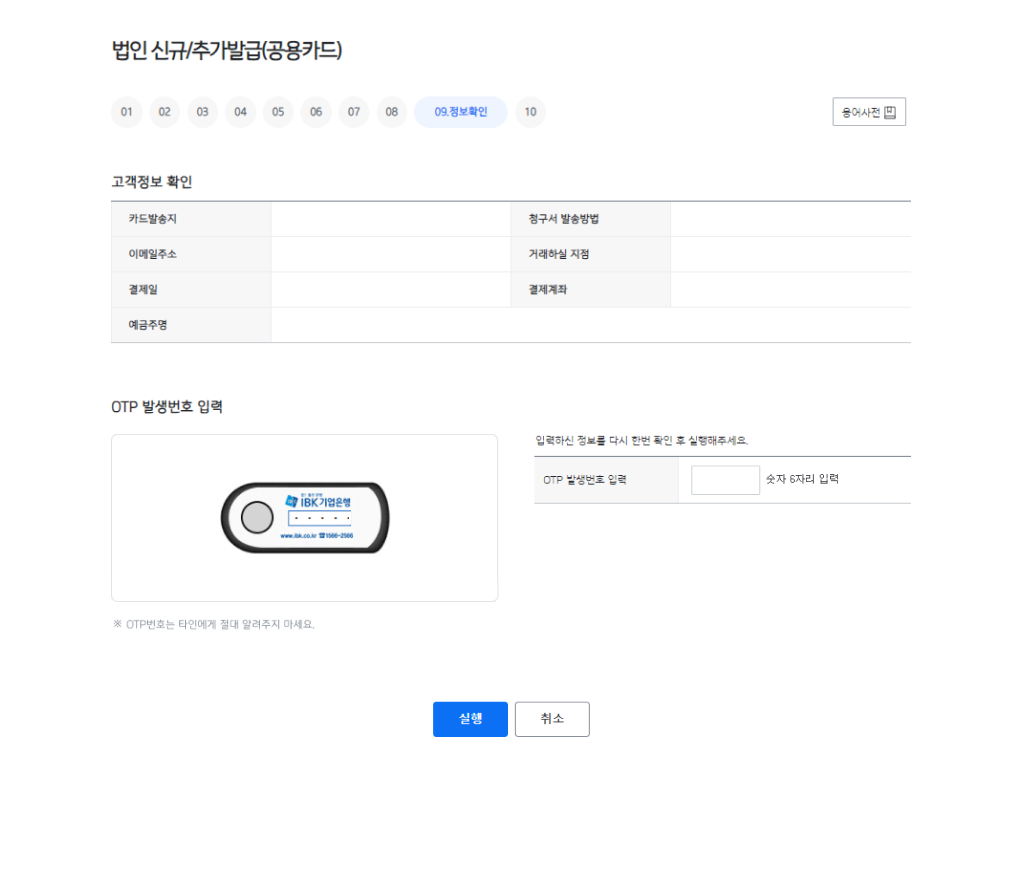 법인 신규/추가발급(공용카드)
01 02 03 04 05 06 07 08 09.정보확인 10
용어사전
고객정보 확인
카드발송지 청구서 발송방법
이메일주소 거래하실 지점
결제일 결제계좌
예금주명
OTP 발생번호 입력
입력하신 정보를 다시 한번 확인 후 실행해주세요.
OTP 발생번호 입력 숫자 6자리 입력
IBK기업은행
www.ibk.co.kr ☎1566-2566
※ OTP번호는 타인에게 절대 알려주지 마세요.
실행 취소